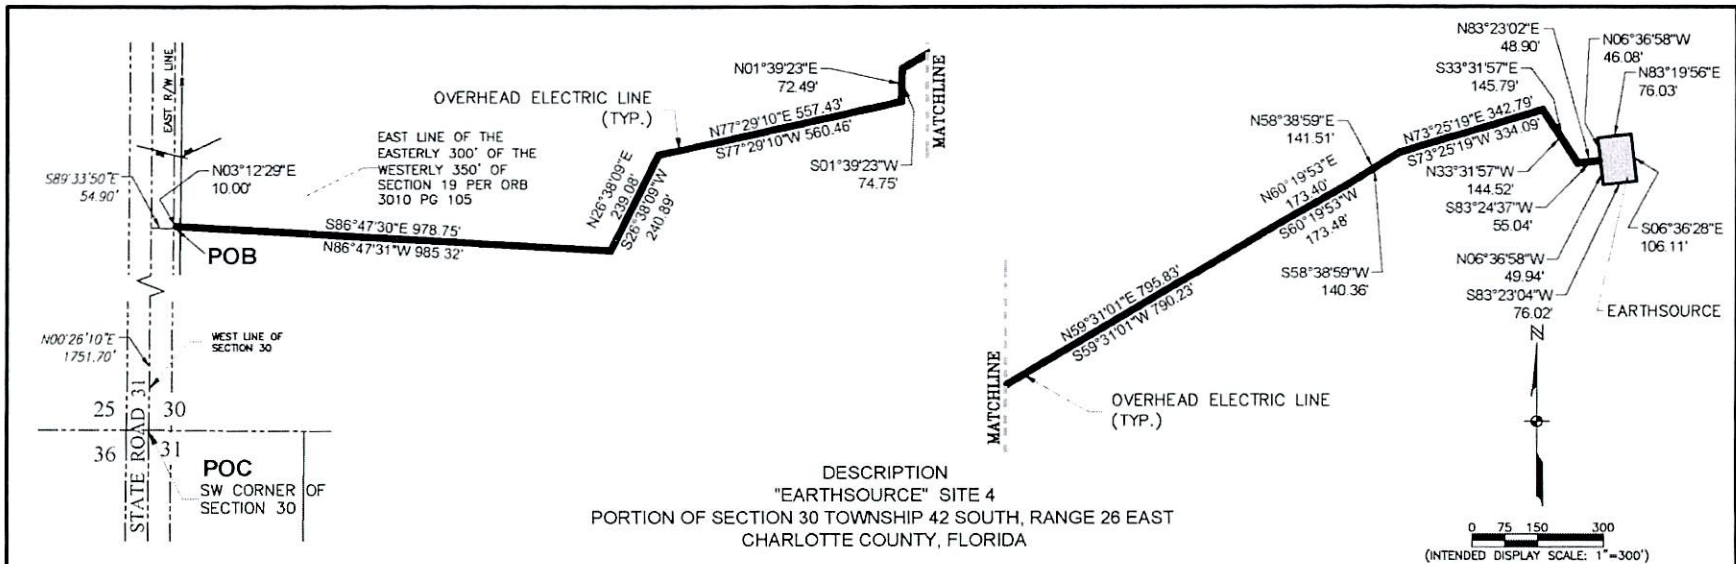 EAST R/W LINE
S89°33'50"E
54.90'
N03°12'29"E
10.00'
POB
EAST LINE OF THE
EASTERLY 300' OF THE
WESTERLY 350' OF
SECTION 19 PER ORB
3010 PG 105
OVERHEAD ELECTRIC LINE
(TYP.)
S86°47'30"E 978.75'
N86°47'31"W 985.32'
N26°38'09"E
239.08'
S26°38'09"W
240.89'
N77°29'10"E 557.43'
S77°29'10"W 560.46'
N01°39'23"E
72.49'
S01°39'23"W
74.75'
MATCHLINE
N00°26'10"E
1751.70'
WEST LINE OF
SECTION 30
STATE ROAD 31
25
30
36
31
POC
SW CORNER OF
SECTION 30
MATCHLINE
N59°31'01"E 795.83'
S59°31'01"W 790.23'
OVERHEAD ELECTRIC LINE
(TYP.)
N60°19'53"E
173.40'
S60°19'53"W
173.48'
N58°38'59"E
141.51'
S58°38'59"W
140.36'
N73°25'19"E 342.79'
S73°25'19"W 334.09'
N83°23'02"E
48.90'
S33°31'57"E
145.79'
N06°36'58"W
46.08'
N83°19'56"E
76.03'
N33°31'57"W
144.52'
S83°24'37"W
55.04'
N06°36'58"W
49.94'
S83°23'04"W
76.02'
S06°36'28"E
106.11'
EARTHSOURCE
N
DESCRIPTION
"EARTHSOURCE" SITE 4
PORTION OF SECTION 30 TOWNSHIP 42 SOUTH, RANGE 26 EAST
CHARLOTTE COUNTY, FLORIDA
0 75 150 300
(INTENDED DISPLAY SCALE: 1"=300')